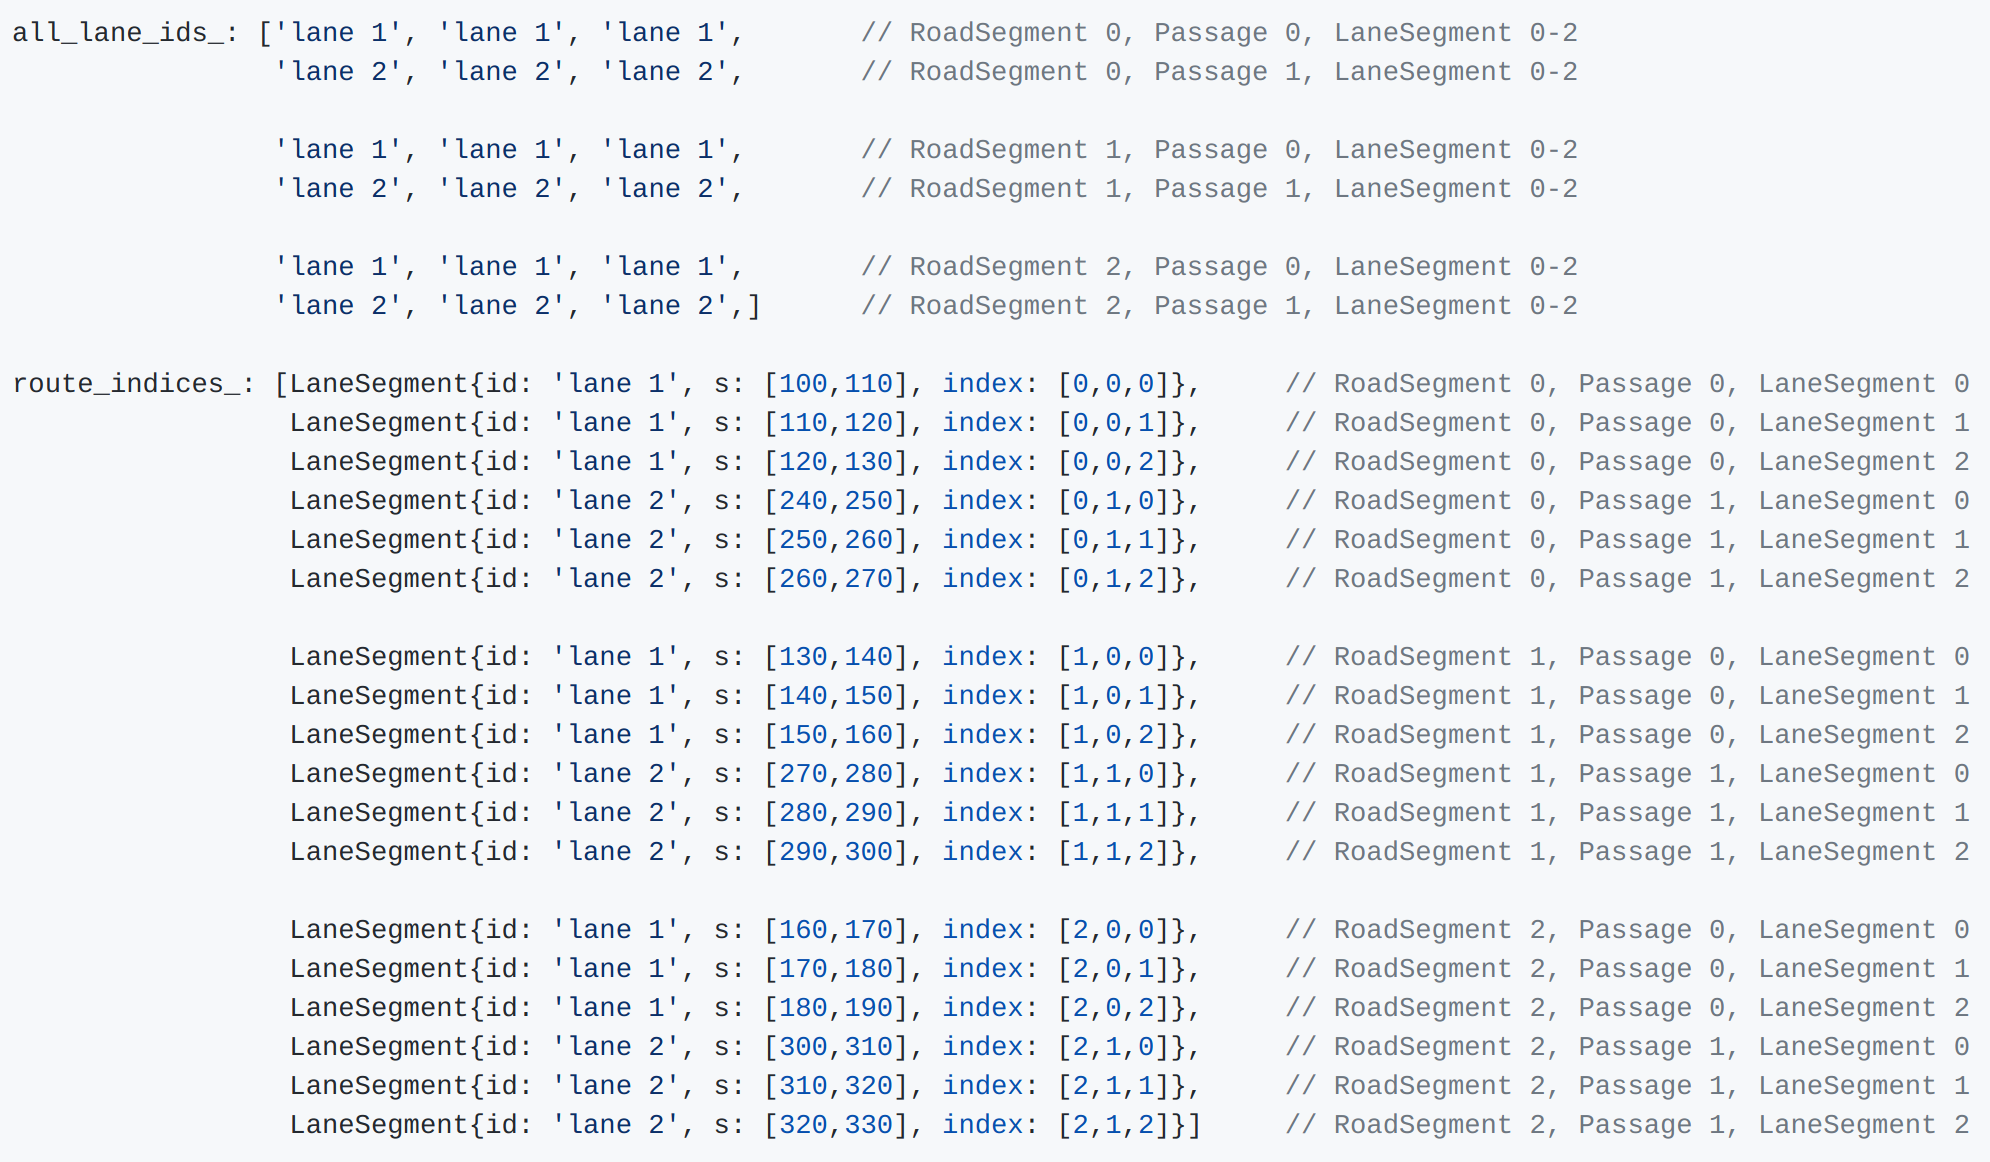 all_lane_ids_: ['lane 1', 'lane 1', 'lane 1', // RoadSegment 0, Passage 0, LaneSegment 0-2
'lane 2', 'lane 2', 'lane 2', // RoadSegment 0, Passage 1, LaneSegment 0-2
'lane 1', 'lane 1', 'lane 1', // RoadSegment 1, Passage 0, LaneSegment 0-2
'lane 2', 'lane 2', 'lane 2', // RoadSegment 1, Passage 1, LaneSegment 0-2
'lane 1', 'lane 1', 'lane 1', // RoadSegment 2, Passage 0, LaneSegment 0-2
'lane 2', 'lane 2', 'lane 2',] // RoadSegment 2, Passage 1, LaneSegment 0-2
route_indices_: [LaneSegment{id: 'lane 1', s: [100,110], index: [0,0,0]}, // RoadSegment 0, Passage 0, LaneSegment 0
LaneSegment{id: 'lane 1', s: [110,120], index: [0,0,1]}, // RoadSegment 0, Passage 0, LaneSegment 1
LaneSegment{id: 'lane 1', s: [120,130], index: [0,0,2]}, // RoadSegment 0, Passage 0, LaneSegment 2
LaneSegment{id: 'lane 2', s: [240,250], index: [0,1,0]}, // RoadSegment 0, Passage 1, LaneSegment 0
LaneSegment{id: 'lane 2', s: [250,260], index: [0,1,1]}, // RoadSegment 0, Passage 1, LaneSegment 1
LaneSegment{id: 'lane 2', s: [260,270], index: [0,1,2]}, // RoadSegment 0, Passage 1, LaneSegment 2
LaneSegment{id: 'lane 1', s: [130,140], index: [1,0,0]}, // RoadSegment 1, Passage 0, LaneSegment 0
LaneSegment{id: 'lane 1', s: [140,150], index: [1,0,1]}, // RoadSegment 1, Passage 0, LaneSegment 1
LaneSegment{id: 'lane 1', s: [150,160], index: [1,0,2]}, // RoadSegment 1, Passage 0, LaneSegment 2
LaneSegment{id: 'lane 2', s: [270,280], index: [1,1,0]}, // RoadSegment 1, Passage 1, LaneSegment 0
LaneSegment{id: 'lane 2', s: [280,290], index: [1,1,1]}, // RoadSegment 1, Passage 1, LaneSegment 1
LaneSegment{id: 'lane 2', s: [290,300], index: [1,1,2]}, // RoadSegment 1, Passage 1, LaneSegment 2
LaneSegment{id: 'lane 1', s: [160,170], index: [2,0,0]}, // RoadSegment 2, Passage 0, LaneSegment 0
LaneSegment{id: 'lane 1', s: [170,180], index: [2,0,1]}, // RoadSegment 2, Passage 0, LaneSegment 1
LaneSegment{id: 'lane 1', s: [180,190], index: [2,0,2]}, // RoadSegment 2, Passage 0, LaneSegment 2
LaneSegment{id: 'lane 2', s: [300,310], index: [2,1,0]}, // RoadSegment 2, Passage 1, LaneSegment 0
LaneSegment{id: 'lane 2', s: [310,320], index: [2,1,1]}, // RoadSegment 2, Passage 1, LaneSegment 1
LaneSegment{id: 'lane 2', s: [320,330], index: [2,1,2]}] // RoadSegment 2, Passage 1, LaneSegment 2